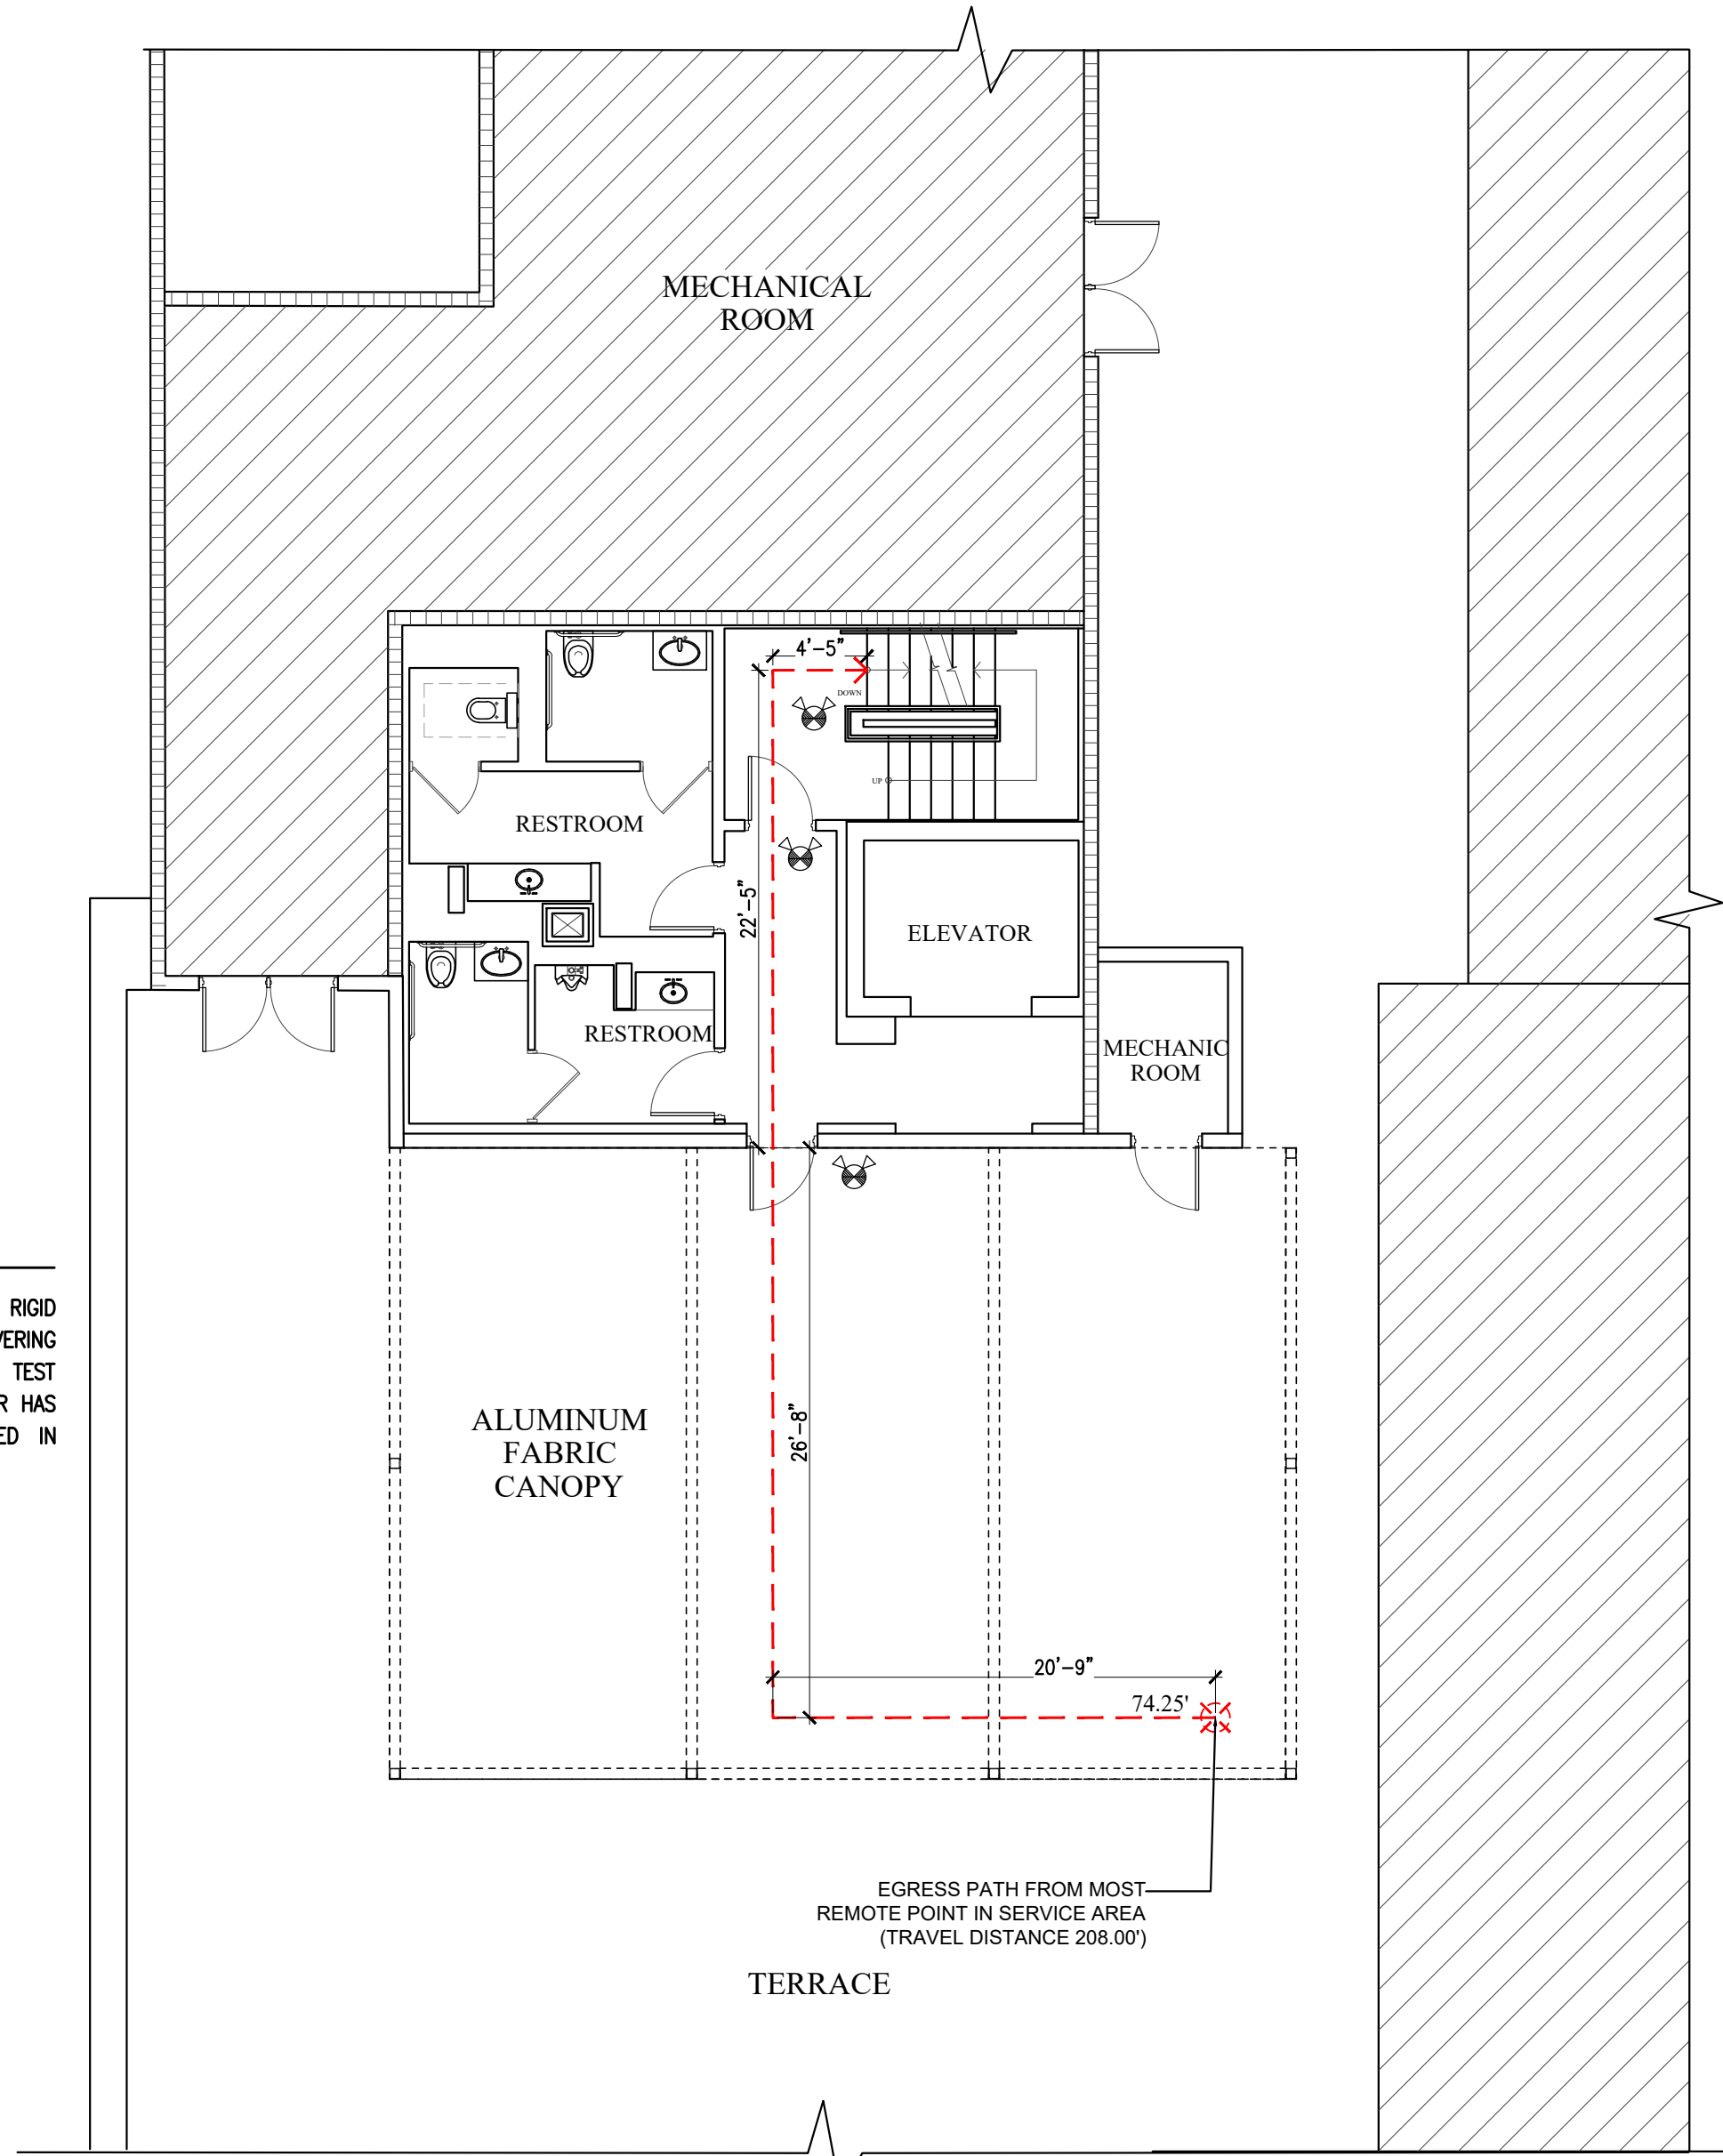 MECHANICAL
ROOM
4'-5"
DOWN
UP
RESTROOM
22'-5"
ELEVATOR
RESTROOM
MECHANIC
ROOM
RIGID
VERING
TEST
R HAS
ED IN
ALUMINUM
FABRIC
CANOPY
26'-8"
20'-9"
74.25'
EGRESS PATH FROM MOST
REMOTE POINT IN SERVICE AREA
(TRAVEL DISTANCE 208.00')
TERRACE